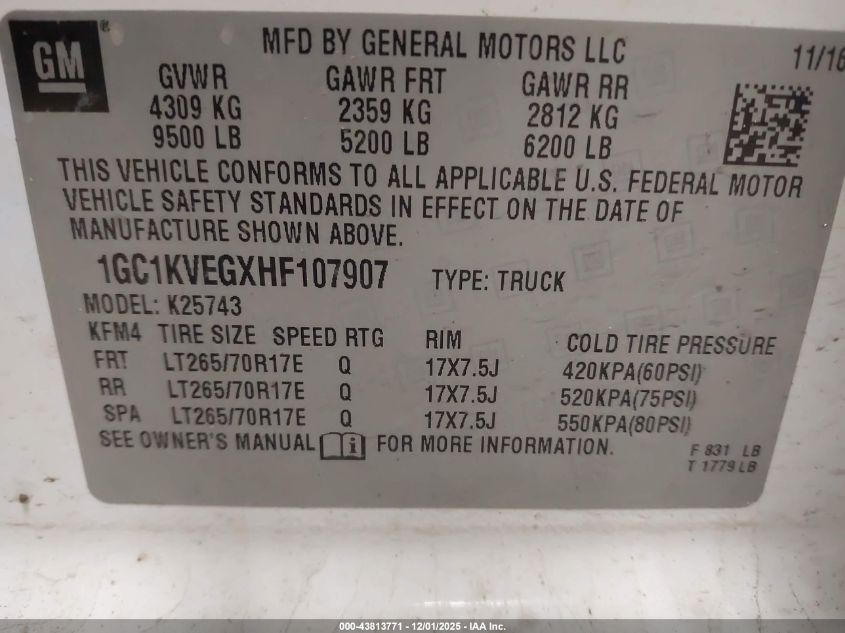 GM ®
MFD BY GENERAL MOTORS LLC 11/16
GVWR GAWR FRT GAWR RR
4309 KG 2359 KG 2812 KG
9500 LB 5200 LB 6200 LB
THIS VEHICLE CONFORMS TO ALL APPLICABLE U.S. FEDERAL MOTOR
VEHICLE SAFETY STANDARDS IN EFFECT ON THE DATE OF
MANUFACTURE SHOWN ABOVE.
1GC1KVEGXHF107907 TYPE: TRUCK
MODEL: K25743
KFM4 TIRE SIZE SPEED RTG RIM COLD TIRE PRESSURE
FRT LT265/70R17E Q 17X7.5J 420KPA(60PSI)
RR LT265/70R17E Q 17X7.5J 520KPA(75PSI)
SPA LT265/70R17E Q 17X7.5J 550KPA(80PSI)
SEE OWNER'S MANUAL i FOR MORE INFORMATION.
F 831 LB
T 1779 LB
000-43813771 - 12/01/2025 - IAA Inc.